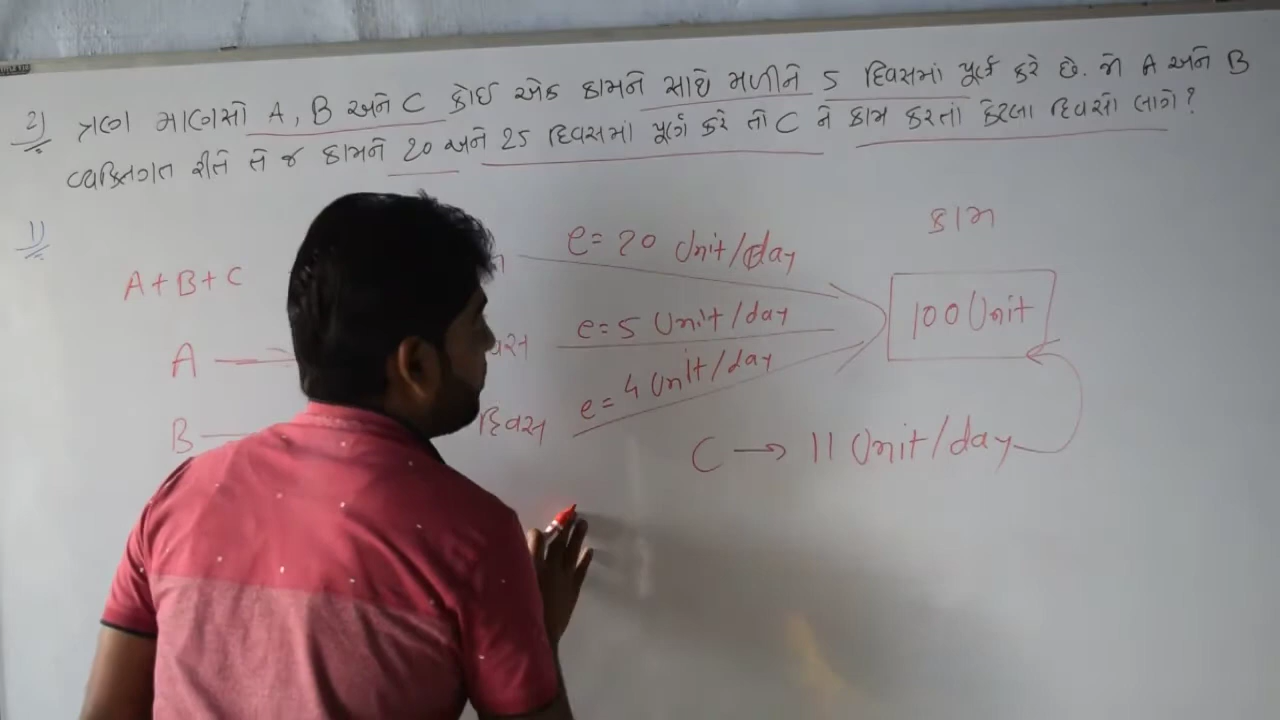 2) ત્રણ માણસો A, B અને C કોઈ એક કામને સાથે મળીને 5 દિવસમાં પૂર્ણ કરે છે. જો A અને B
વ્યક્તિગત રીતે તે જ કામને 20 અને 25 દિવસમાં પૂર્ણ કરે તો C ને કામ કરતાં કેટલા દિવસો લાગે?
1)
કામ
A+B+C e= 20 Unit/day
100 Unit
A e= 5 Unit/day
B દિવસ e= 4 Unit/day
C → 11 Unit/day